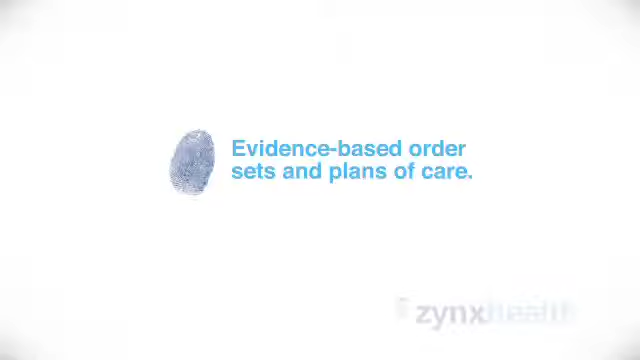 Evidence-based order
sets and plans of care.
zynxhealth